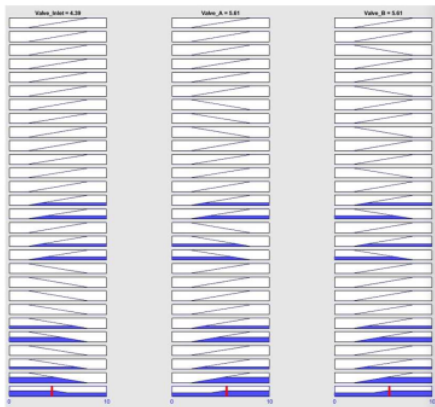 Valve_Inlet = 4.39 Valve_A = 5.61 Valve_B = 5.61
0 10 0 10 0 10